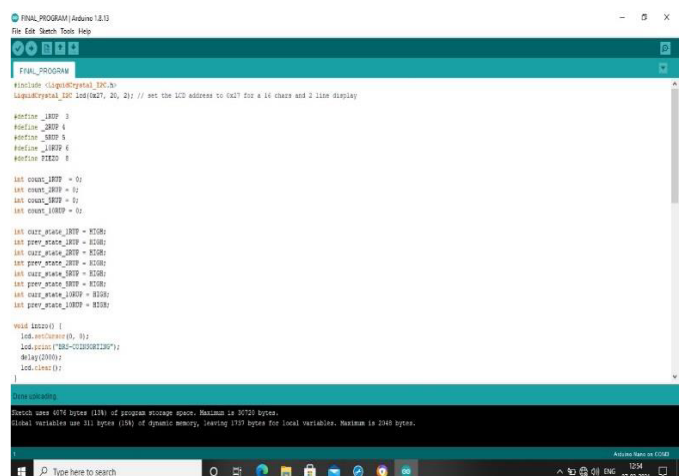 FINAL_PROGRAM | Arduino 1.8.13
File Edit Sketch Tools Help
FINAL_PROGRAM
#include <LiquidCrystal_I2C.h>
LiquidCrystal_I2C lcd(0x27, 20, 2); // set the LCD address to 0x27 for a 16 chars and 2 line display
#define _1RUP 3
#define _2RUP 4
#define _5RUP 5
#define _10RUP 6
#define PIEZO 8
int count_1RUP = 0;
int count_2RUP = 0;
int count_5RUP = 0;
int count_10RUP = 0;
int curr_state_1RUP = HIGH;
int prev_state_1RUP = HIGH;
int curr_state_2RUP = HIGH;
int prev_state_2RUP = HIGH;
int curr_state_5RUP = HIGH;
int prev_state_5RUP = HIGH;
int curr_state_10RUP = HIGH;
int prev_state_10RUP = HIGH;
void intro() {
lcd.setCursor(0, 0);
lcd.print("ERS-COINSORTING");
delay(2000);
lcd.clear();
}
Done uploading.
Sketch uses 4076 bytes (13%) of program storage space. Maximum is 30720 bytes.
Global variables use 311 bytes (15%) of dynamic memory, leaving 1737 bytes for local variables. Maximum is 2048 bytes.
1
Arduino Nano on COM3
Type here to search
ENG
12:54